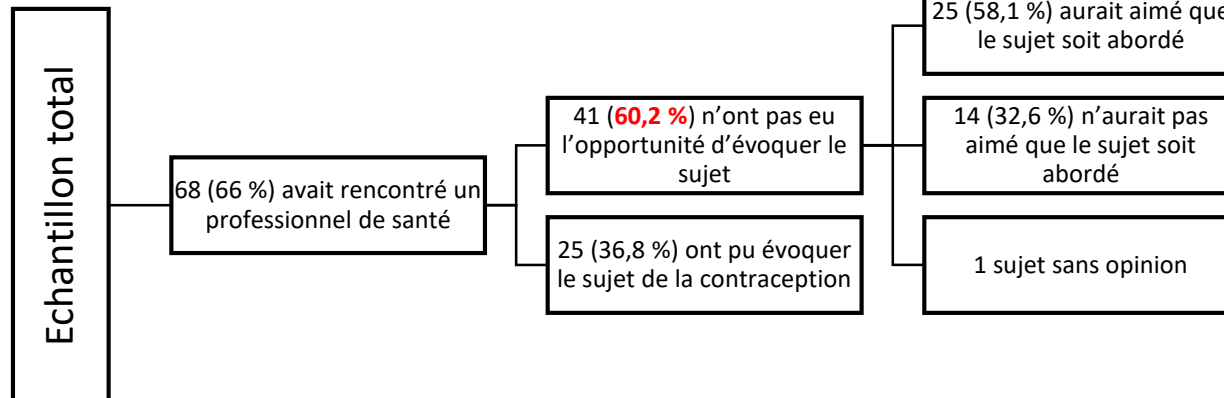 Echantillon total
68 (66 %) avait rencontré un
professionnel de santé
41 (60,2 %) n’ont pas eu
l’opportunité d’évoquer le
sujet
25 (36,8 %) ont pu évoquer
le sujet de la contraception
25 (58,1 %) aurait aimé que
le sujet soit abordé
14 (32,6 %) n’aurait pas
aimé que le sujet soit
abordé
1 sujet sans opinion